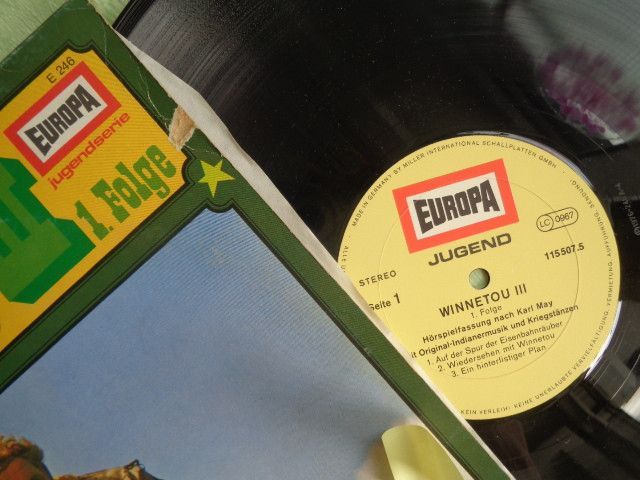 E 246
EUROPA
jugendserie
1. Folge
MADE IN GERMANY BY MILLER INTERNATIONAL SCHALLPLATTEN GMBH
EUROPA
JUGEND
LC 0967
STEREO
115 507.5
Seite 1
WINNETOU III
1. Folge
Hörspielfassung nach Karl May
it Original-Indianermusik und Kriegstänzen
1. Auf der Spur der Eisenbahnräuber
2. Wiedersehen mit Winnetou
3. Ein hinterlistiger Plan
KEIN VERLEIH! KEINE UNERLAUBTE VERVIELFÄLTIGUNG, VERMIETUNG, AUFFÜHRUNG, SENDUNG!